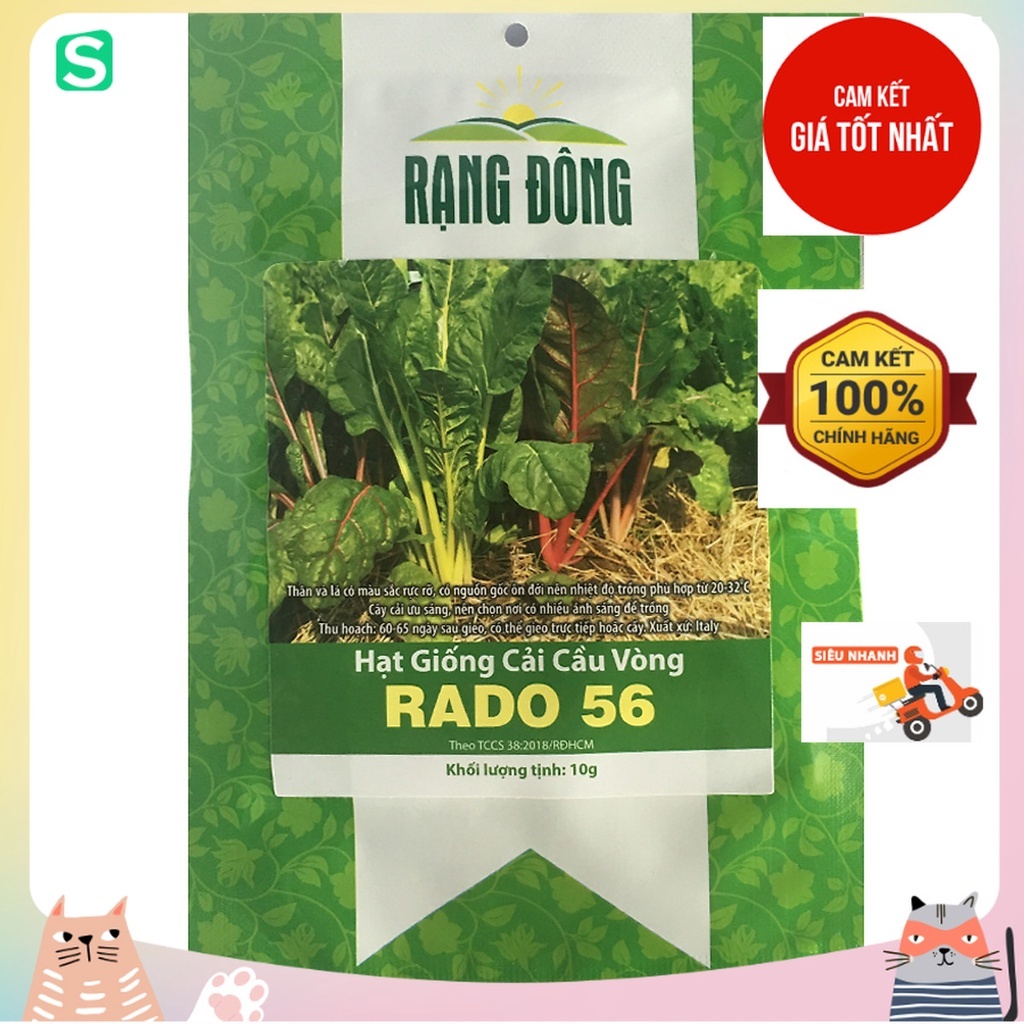 S
CAM KẾT
GIÁ TỐT NHẤT
RẠNG ĐÔNG
CAM KẾT
100%
CHÍNH HÃNG
Thân và lá có màu sắc rực rỡ, có nguồn gốc ôn đới nên nhiệt độ trồng phù hợp từ 20-32°C
Cây cải ưu sáng, nên chọn nơi có nhiều ánh sáng để trồng
Thu hoạch: 60-65 ngày sau gieo, có thể gieo trực tiếp hoặc cấy. Xuất xứ: Italy
SIÊU NHANH
Hạt Giống Cải Cầu Vòng
RADO 56
Theo TCCS 38:2018/RĐHCM
Khối lượng tịnh: 10g